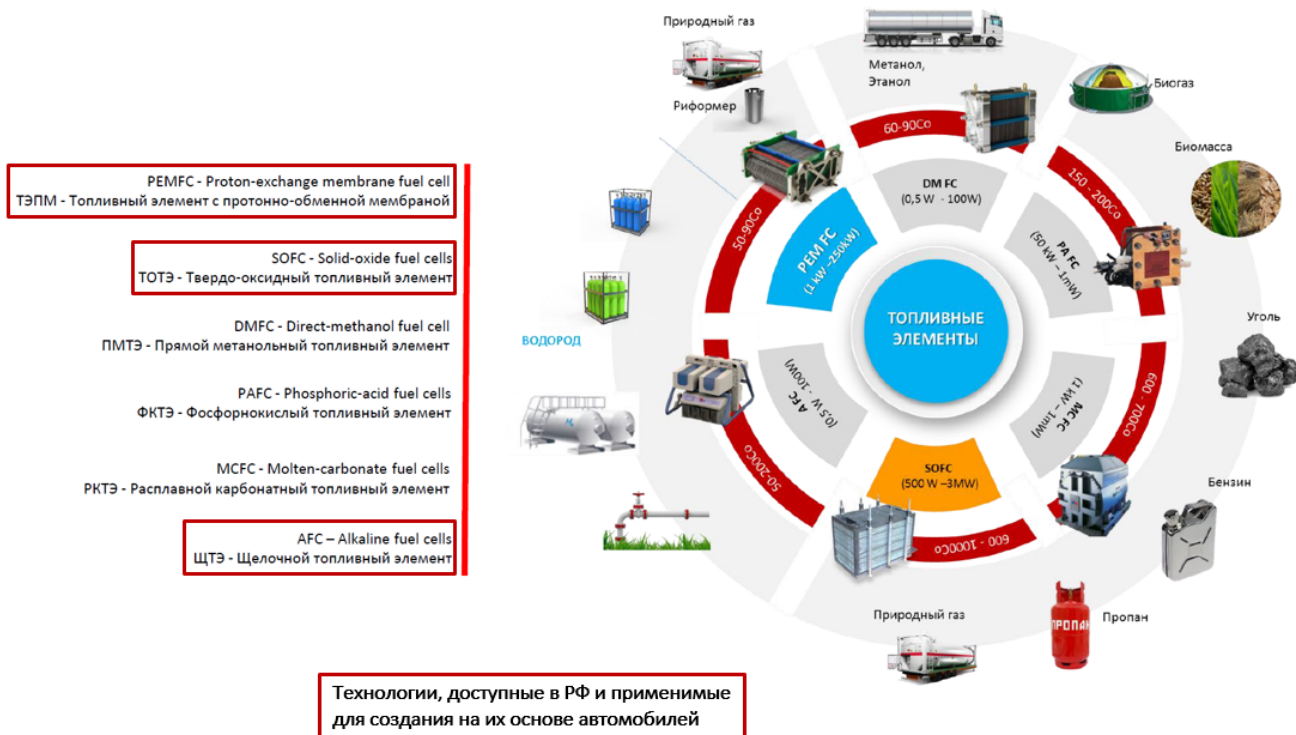 PEMFC - Proton-exchange membrane fuel cell
ТЭПМ - Топливный элемент с протонно-обменной мембраной
SOFC - Solid-oxide fuel cells
ТОТЭ - Твердо-оксидный топливный элемент
DMFC - Direct-methanol fuel cell
ПМТЭ - Прямой метанольный топливный элемент
PAFC - Phosphoric-acid fuel cells
ФКТЭ - Фосфорнокислый топливный элемент
MCFC - Molten-carbonate fuel cells
РКТЭ - Расплавной карбонатный топливный элемент
AFC – Alkaline fuel cells
ЩТЭ - Щелочной топливный элемент
Природный газ
Риформер
Метанол,
Этанол
Биогаз
Биомасса
Уголь
Бензин
Пропан
ПРОПАН
Природный газ
ВОДОРОД
60-90Co
150 - 200Co
600 - 700Co
600 - 1000Co
50-200Co
50-90Co
DM FC
(0,5 W - 100W)
PA FC
(50 kW – 1mW)
MC FC
(1 kW – 1mW)
SOFC
(500 W –3MW)
A FC
(0,5 W - 100W)
PEM FC
(1 kW –250kW)
ТОПЛИВНЫЕ
ЭЛЕМЕНТЫ
Технологии, доступные в РФ и применимые
для создания на их основе автомобилей